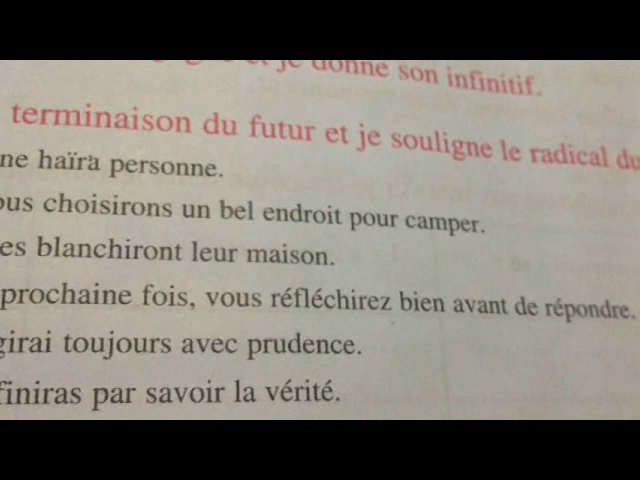 et je donne son infinitif.
terminaison du futur et je souligne le radical du
ne haïra personne.
ous choisirons un bel endroit pour camper.
es blanchiront leur maison.
prochaine fois, vous réfléchirez bien avant de répondre.
girai toujours avec prudence.
finiras par savoir la vérité.